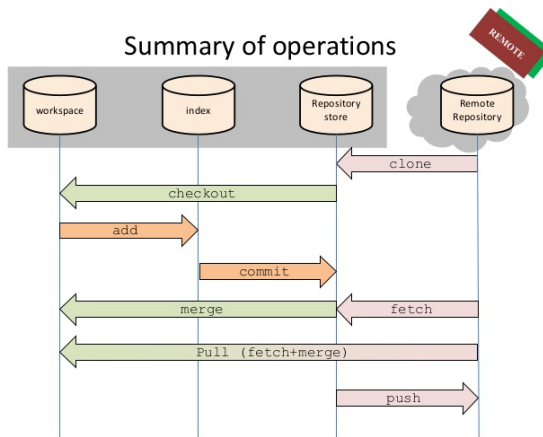 Summary of operations
REMOTE
workspace
index
Repository
store
Remote
Repository
clone
checkout
add
commit
merge
fetch
Pull (fetch+merge)
push